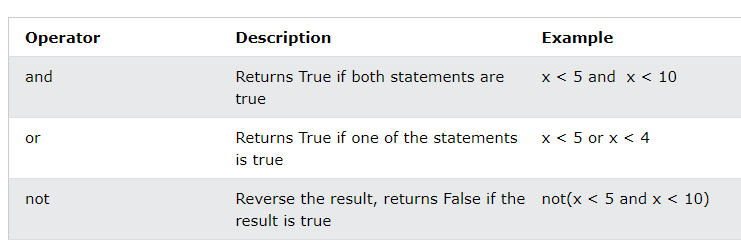 Operator Description Example
and Returns True if both statements are x < 5 and  x < 10
true
or Returns True if one of the statements x < 5 or x < 4
is true
not Reverse the result, returns False if the not(x < 5 and x < 10)
result is true